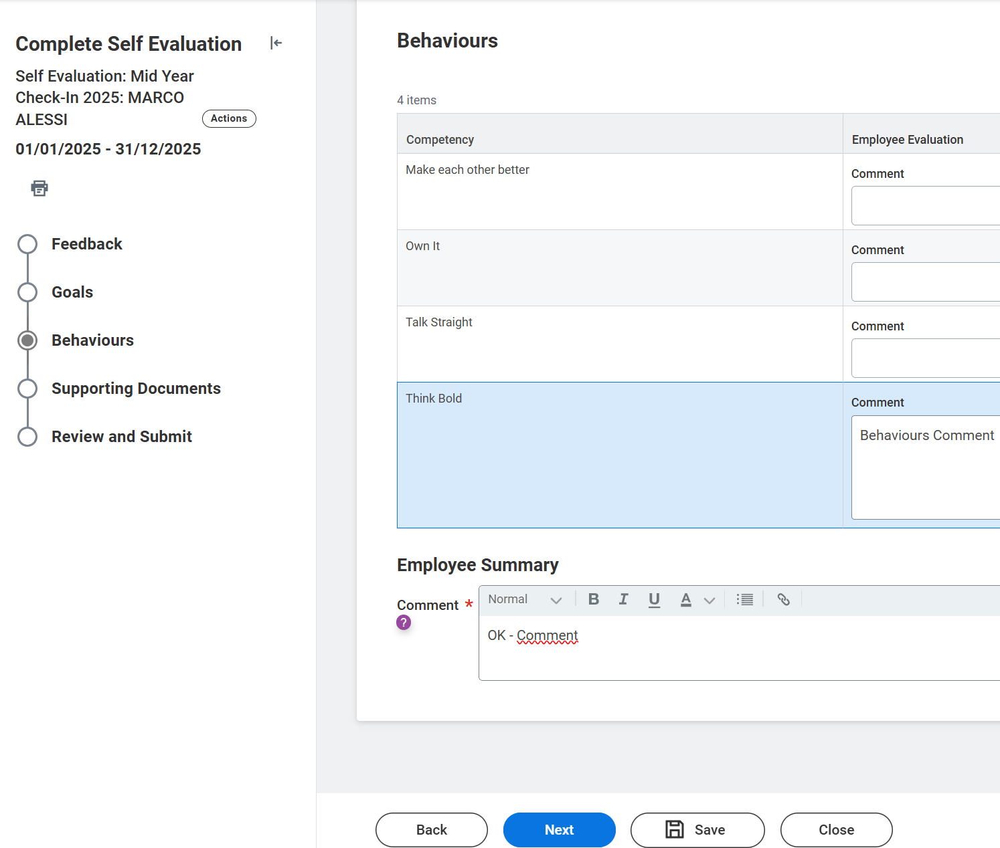 Complete Self Evaluation
Self Evaluation: Mid Year
Check-In 2025: MARCO
ALESSI
Actions
01/01/2025 - 31/12/2025
Feedback
Goals
Behaviours
Supporting Documents
Review and Submit
Behaviours
4 items
Competency
Employee Evaluation
Make each other better
Comment
Own It
Comment
Talk Straight
Comment
Think Bold
Comment
Behaviours Comment
Employee Summary
Comment *
?
Normal
B I U A
OK - Comment
Back
Next
Save
Close